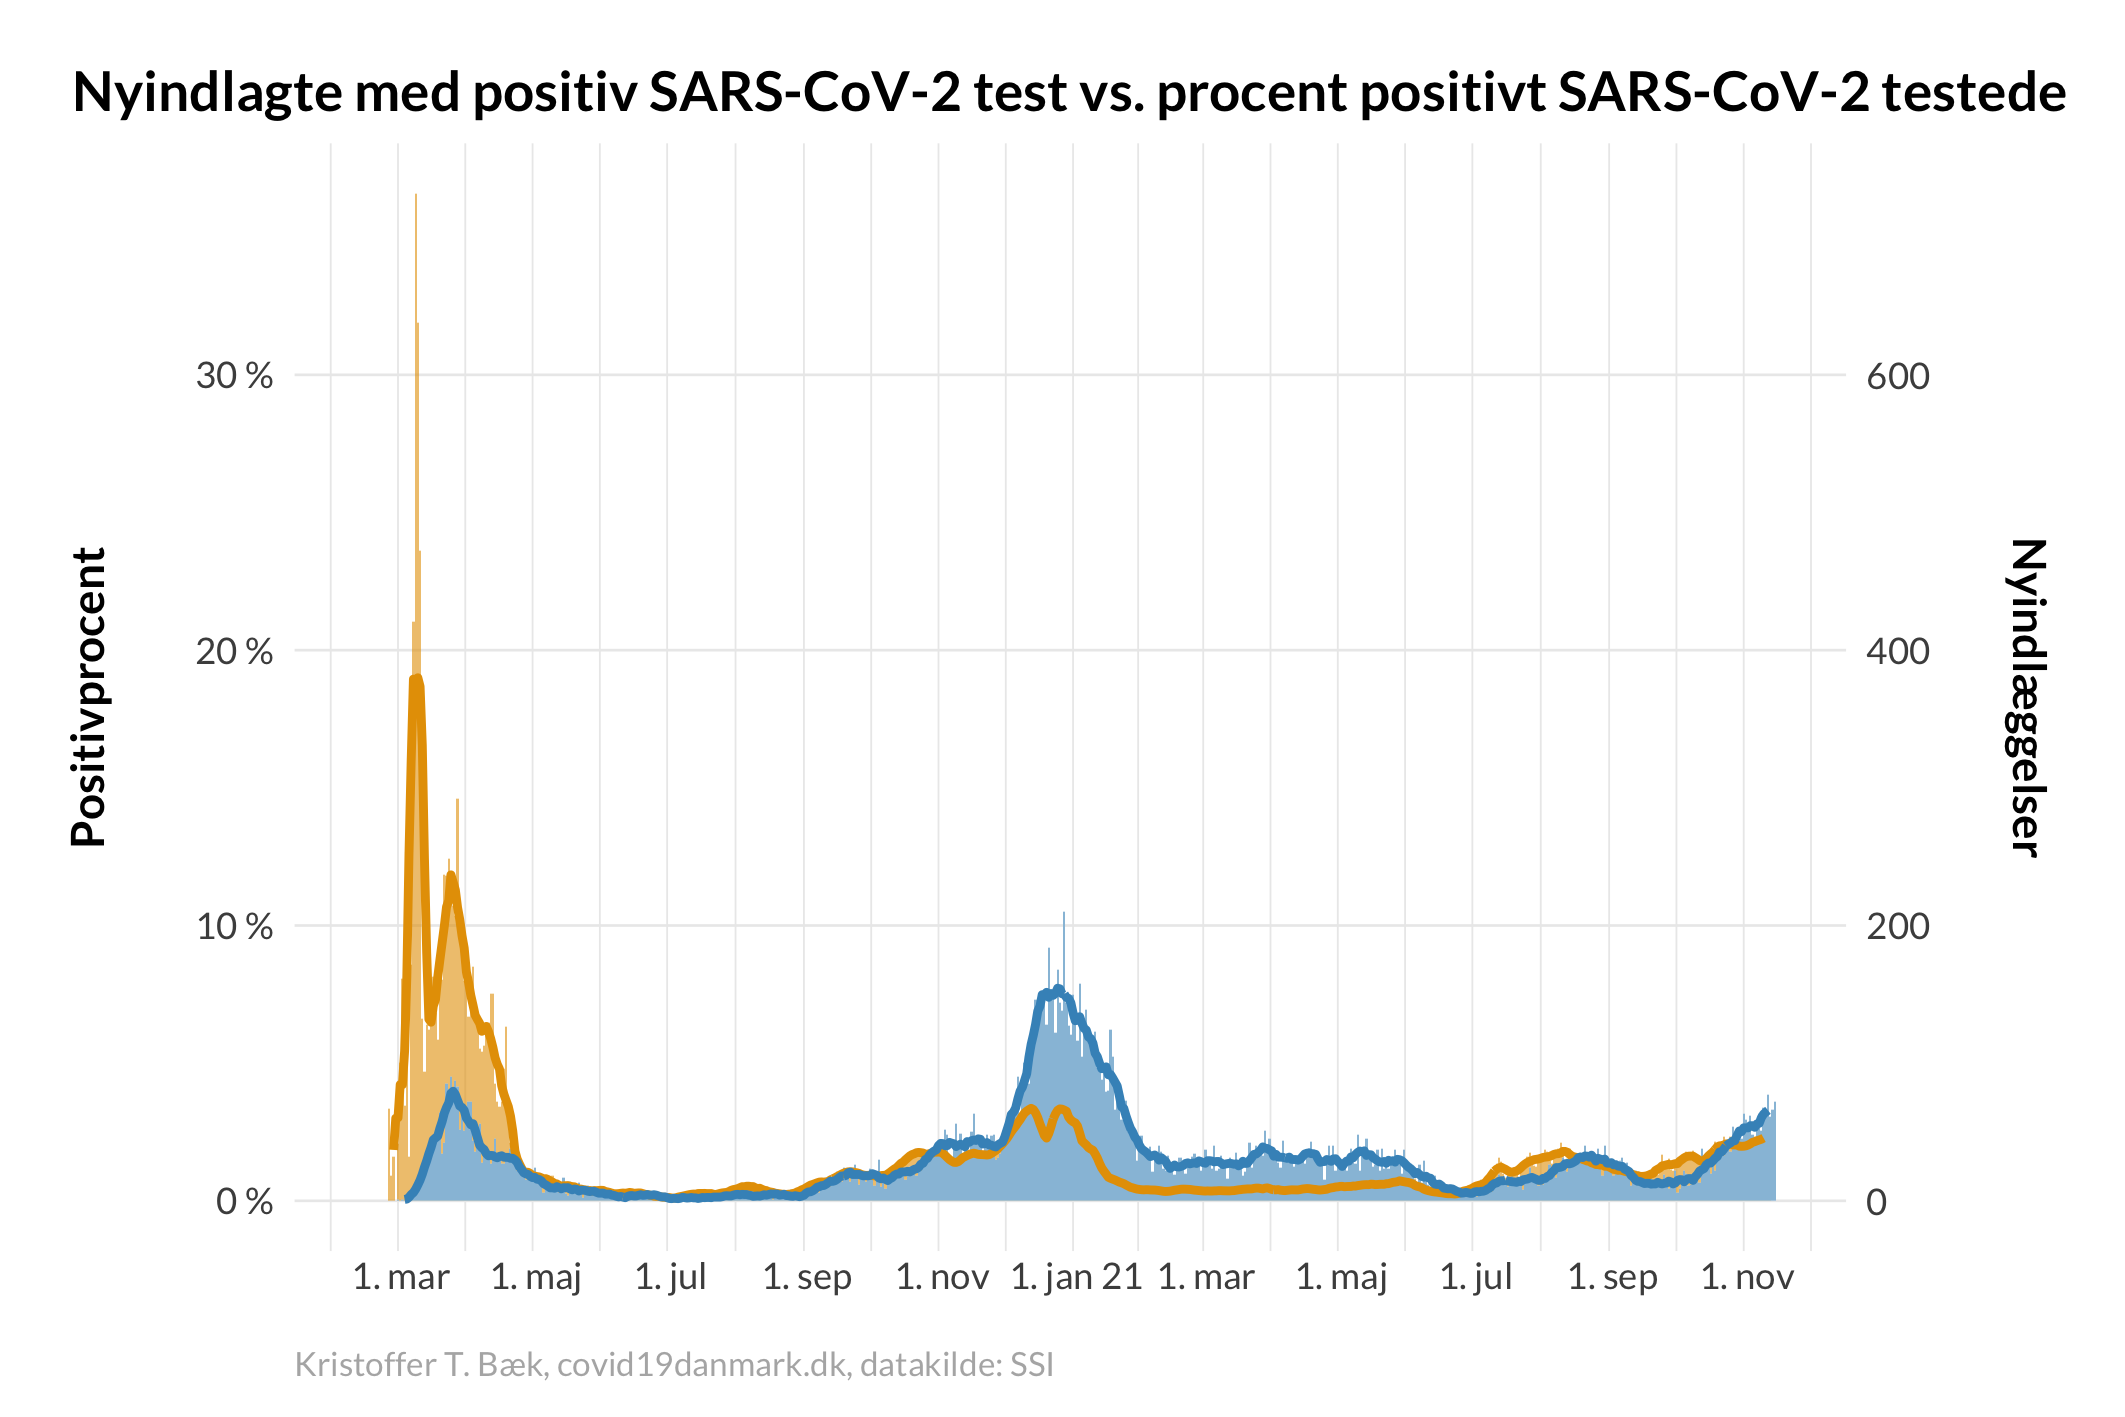 Nyindlagte med positiv SARS-CoV-2 test vs. procent positivt SARS-CoV-2 testede
Positivprocent
30 %
20 %
10 %
0 %
600
400
200
0
Nyindlæggelser
1. mar 1. maj 1. jul 1. sep 1. nov 1. jan 21 1. mar 1. maj 1. jul 1. sep 1. nov
Kristoffer T. Bæk, covid19danmark.dk, datakilde: SSI